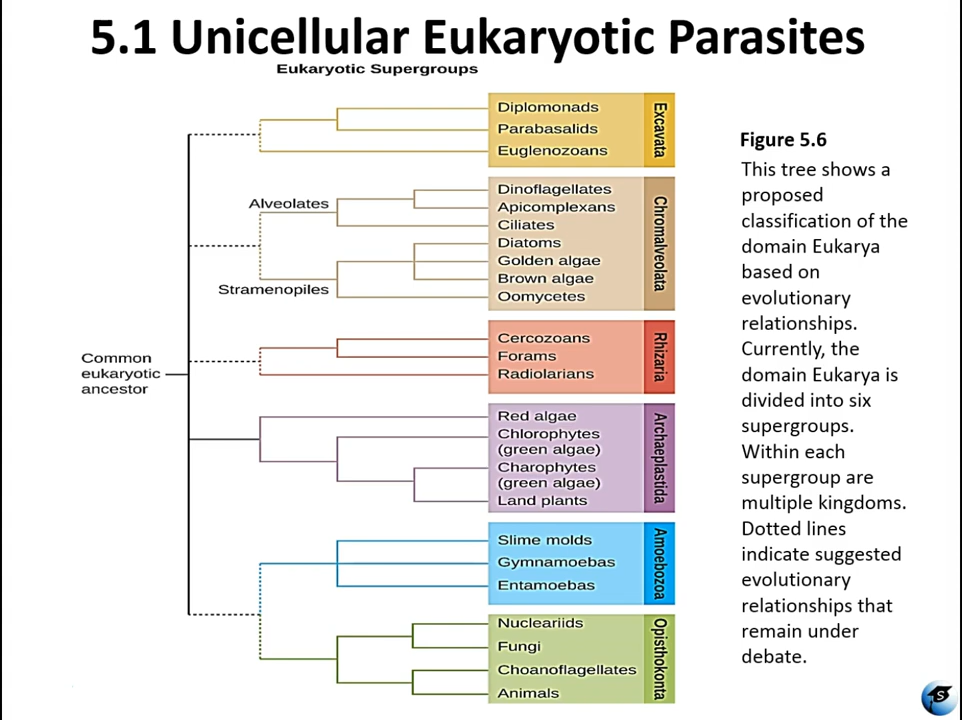 5.1 Unicellular Eukaryotic Parasites
Eukaryotic Supergroups
Diplomonads
Parabasalids
Euglenozoans
Excavata
Alveolates
Dinoflagellates
Apicomplexans
Ciliates
Diatoms
Golden algae
Brown algae
Oomycetes
Stramenopiles
Chromalveolata
Cercozoans
Forams
Radiolarians
Rhizaria
Common
eukaryotic
ancestor
Red algae
Chlorophytes
(green algae)
Charophytes
(green algae)
Land plants
Archaeplastida
Slime molds
Gymnamoebas
Entamoebas
Amoebozoa
Nucleariids
Fungi
Choanoflagellates
Animals
Opisthokonta
Figure 5.6
This tree shows a
proposed
classification of the
domain Eukarya
based on
evolutionary
relationships.
Currently, the
domain Eukarya is
divided into six
supergroups.
Within each
supergroup are
multiple kingdoms.
Dotted lines
indicate suggested
evolutionary
relationships that
remain under
debate.
S